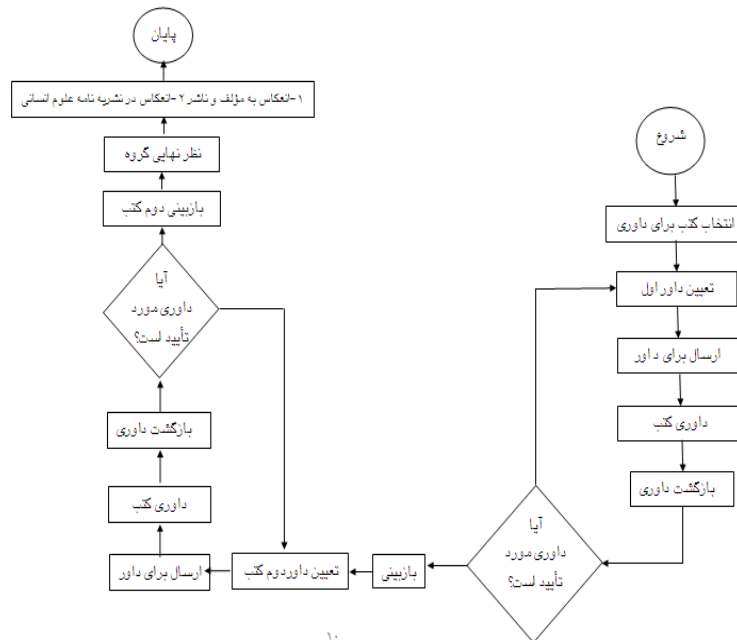 شروع
انتخاب کتب برای داوری
تعیین داور اول
ارسال برای داور
داوری کتب
بازگشت داوری
آیا
داوری مورد
تأیید است؟
بازبینی
تعیین داوردوم کتب
ارسال برای داور
داوری کتب
بازگشت داوری
آیا
داوری مورد
تأیید است؟
بازبینی دوم کتب
نظر نهایی گروه
۱-انعکاس به مؤلف و ناشر ۲-انعکاس در نشریه نامه علوم انسانی
پایان
۱۰